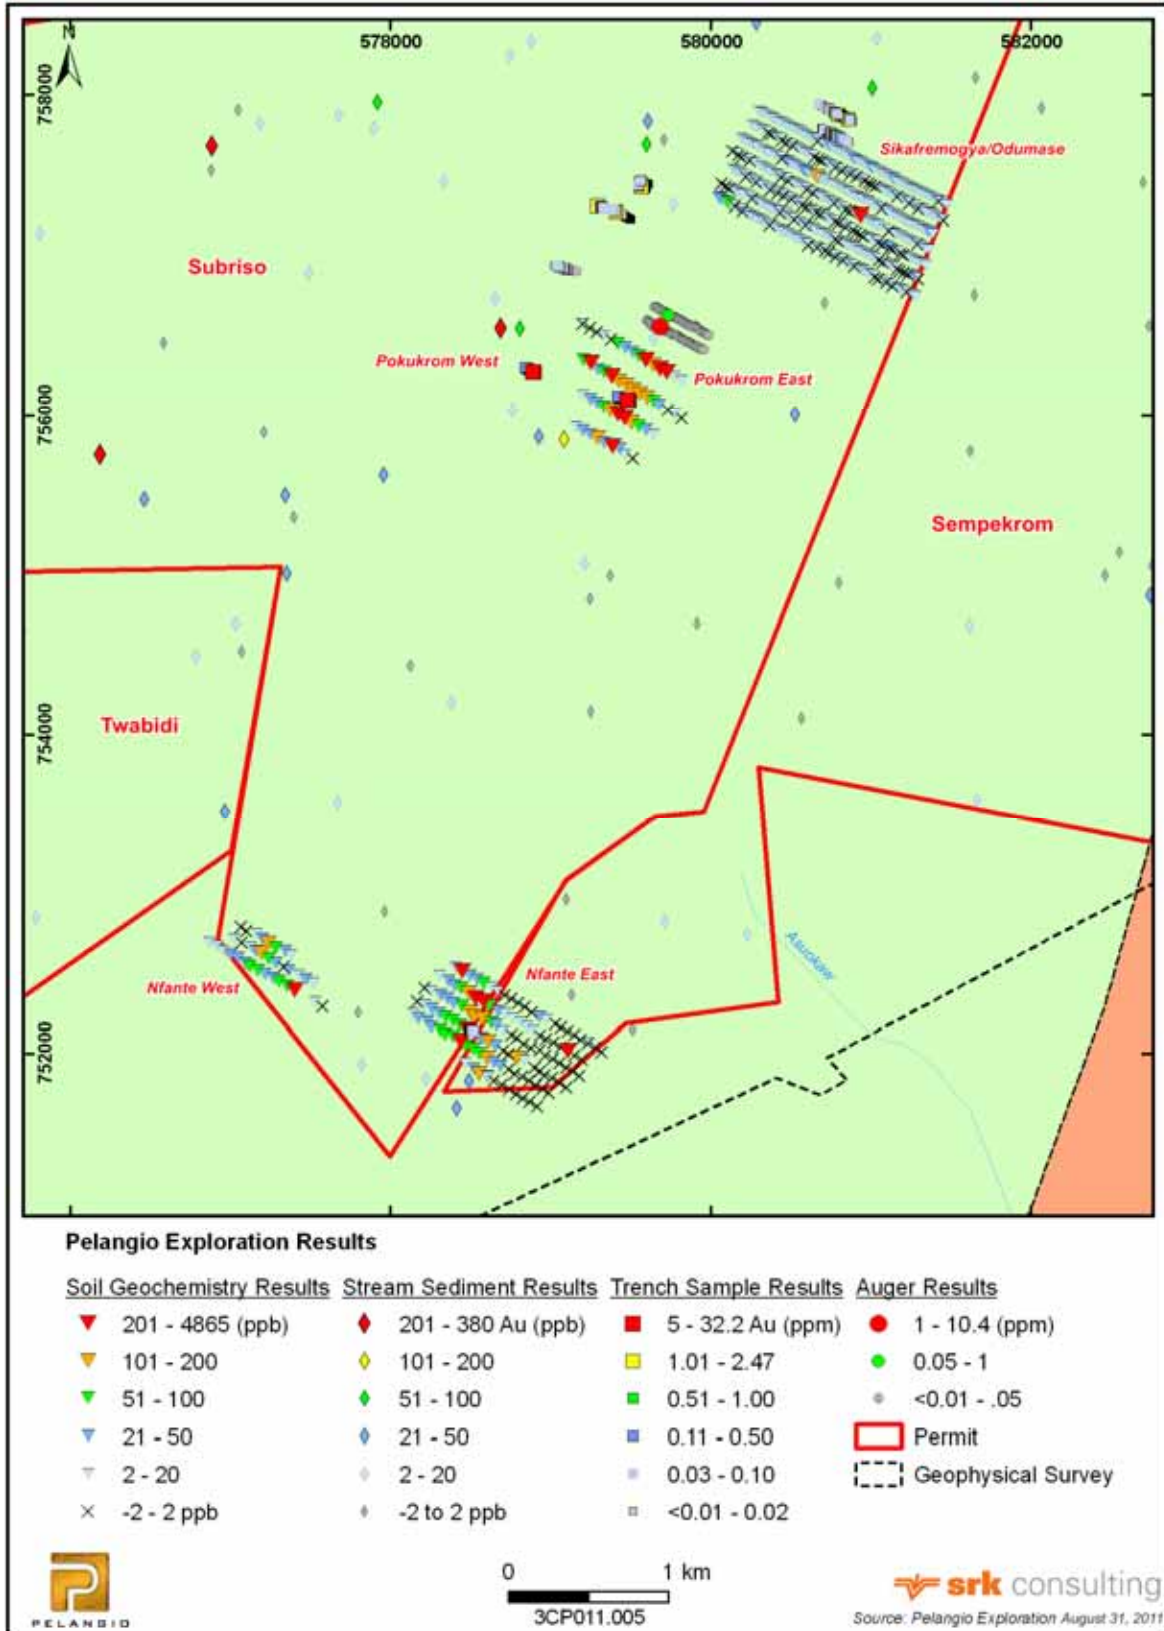 N
578000
580000
582000
758000
756000
754000
752000
Sikafremogya/Odumase
Subriso
Pokukrom West
Pokukrom East
Sempekrom
Twabidi
Asuokaw
Nfante East
Nfante West
Pelangio Exploration Results
Soil Geochemistry Results
201 - 4865 (ppb)
101 - 200
51 - 100
21 - 50
2 - 20
-2 - 2 ppb
Stream Sediment Results
201 - 380 Au (ppb)
101 - 200
51 - 100
21 - 50
2 - 20
-2 to 2 ppb
Trench Sample Results
5 - 32.2 Au (ppm)
1.01 - 2.47
0.51 - 1.00
0.11 - 0.50
0.03 - 0.10
<0.01 - 0.02
Auger Results
1 - 10.4 (ppm)
0.05 - 1
<0.01 - .05
Permit
Geophysical Survey
PELANGIO
0 1 km
3CP011.005
srk consulting
Source: Pelangio Exploration August 31, 2011